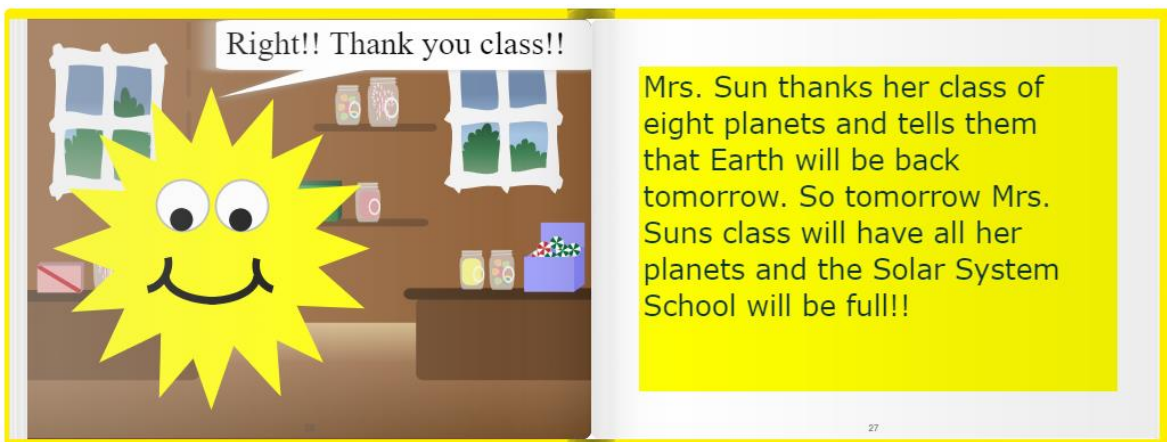 Right!! Thank you class!!
Mrs. Sun thanks her class of
eight planets and tells them
that Earth will be back
tomorrow. So tomorrow Mrs.
Suns class will have all her
planets and the Solar System
School will be full!!
27